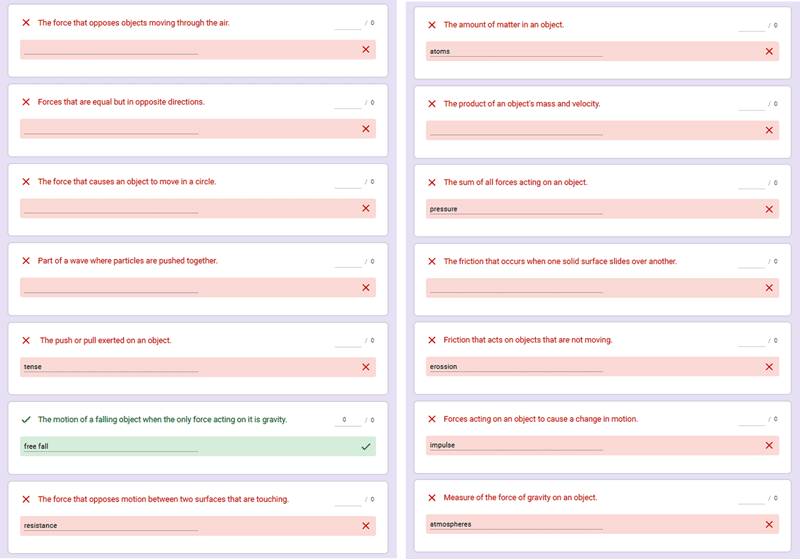 The force that opposes objects moving through the air.
/ 0
Forces that are equal but in opposite directions.
/ 0
The force that causes an object to move in a circle.
/ 0
Part of a wave where particles are pushed together.
/ 0
The push or pull exerted on an object.
/ 0
tense
The motion of a falling object when the only force acting on it is gravity.
0 / 0
free fall
The force that opposes motion between two surfaces that are touching.
/ 0
resistance
The amount of matter in an object.
/ 0
atoms
The product of an object's mass and velocity.
/ 0
The sum of all forces acting on an object.
/ 0
pressure
The friction that occurs when one solid surface slides over another.
/ 0
Friction that acts on objects that are not moving.
/ 0
erossion
Forces acting on an object to cause a change in motion.
/ 0
impulse
Measure of the force of gravity on an object.
/ 0
atmospheres